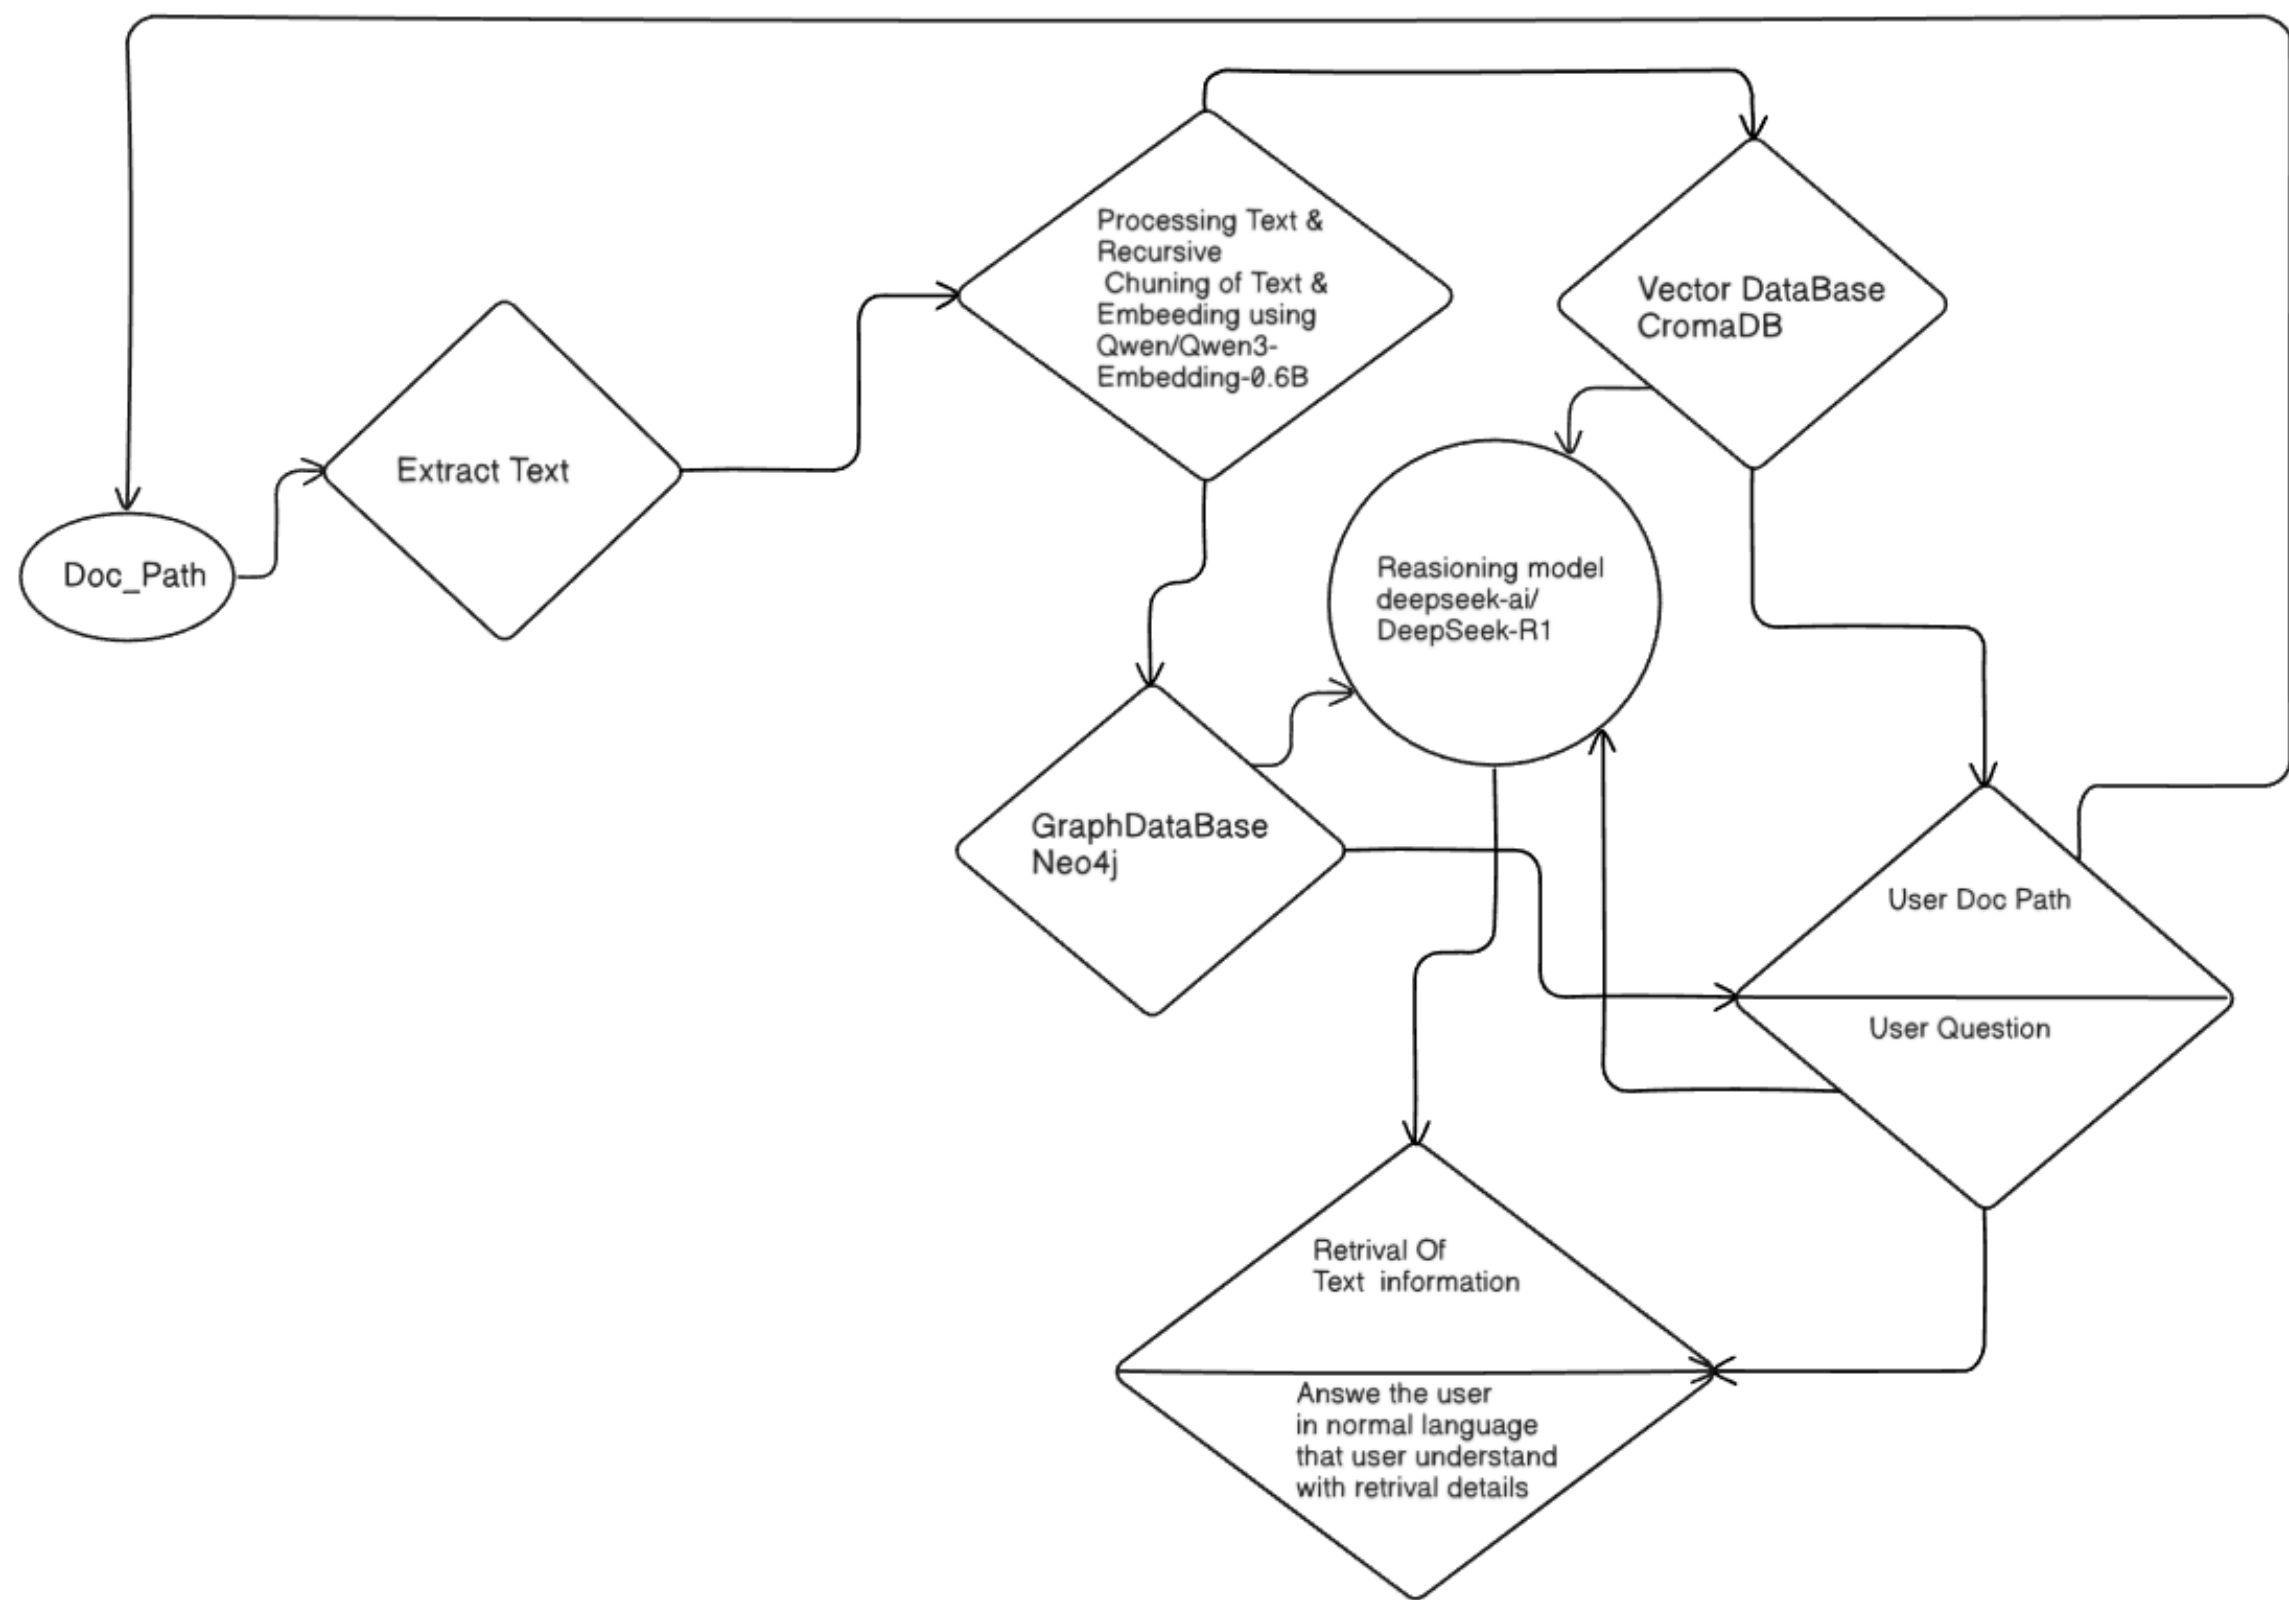 Doc_Path
Extract Text
Processing Text &
Recursive
Chuning of Text &
Embeeding using
Qwen/Qwen3-
Embedding-0.6B
Vector DataBase
CromaDB
Reasioning model
deepseek-ai/
DeepSeek-R1
GraphDataBase
Neo4j
User Doc Path
User Question
Retrival Of
Text information
Answe the user
in normal language
that user understand
with retrival details